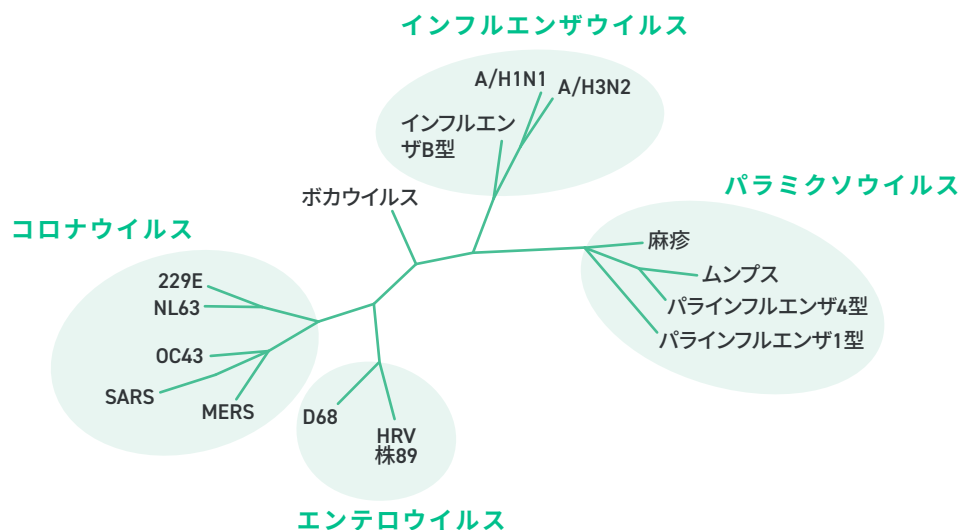 インフルエンザウイルス
A/H1N1
A/H3N2
インフルエン
ザB型
パラミクソウイルス
ボカウイルス
コロナウイルス
麻疹
ムンプス
229E
NL63
パラインフルエンザ4型
パラインフルエンザ1型
OC43
SARS
MERS
D68
HRV
株89
エンテロウイルス